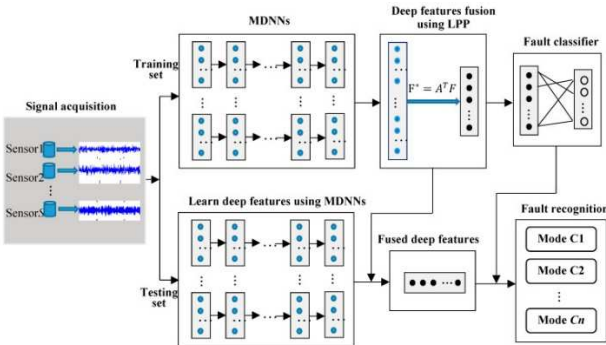 MDNNs
Deep features fusion
using LPP
Fault classifier
Training
set
F* = AᵀF
Signal acquisition
Sensor1
Sensor2
SensorS
Learn deep features using MDNNs
Testing
set
Fused deep features
Fault recognition
Mode C1
Mode C2
Mode Cn